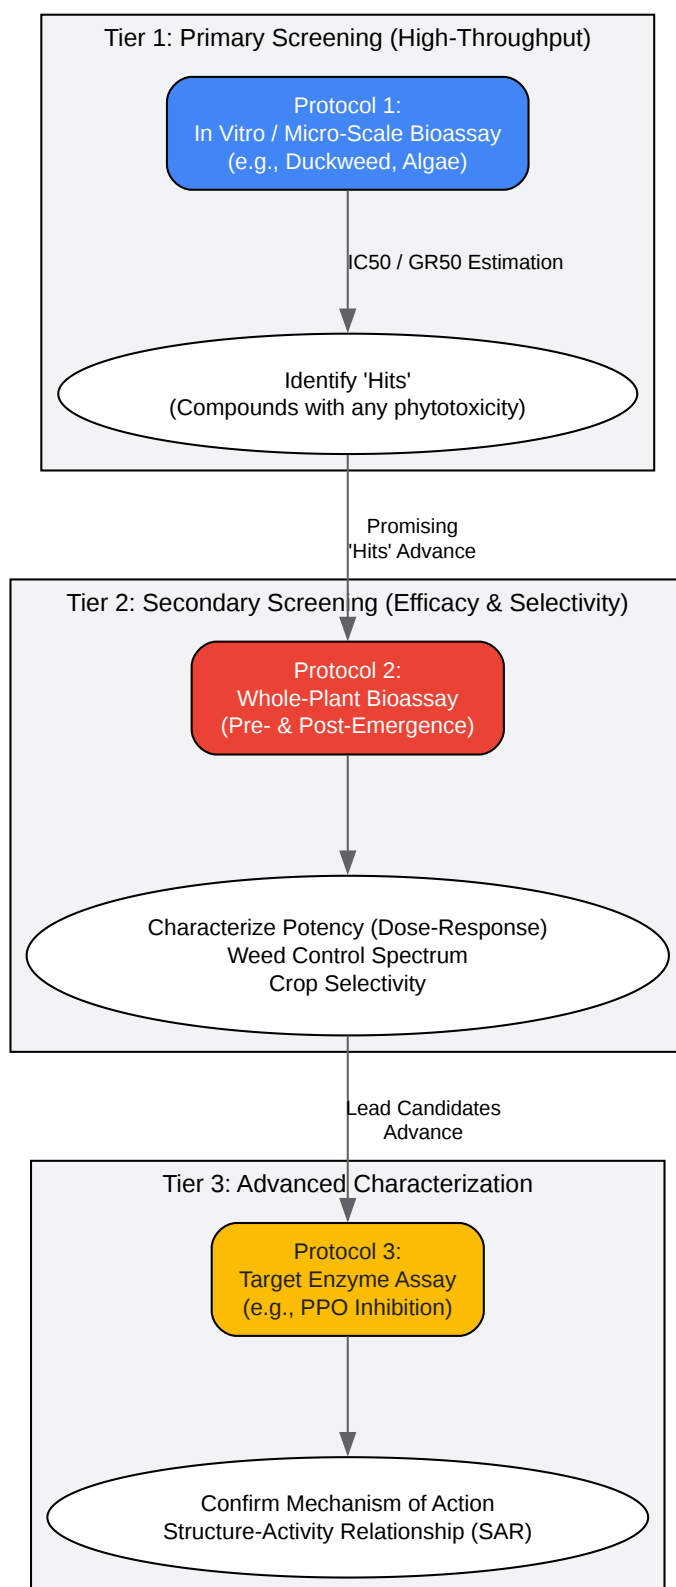 Tier 1: Primary Screening (High-Throughput)
Protocol 1:
In Vitro / Micro-Scale Bioassay
(e.g., Duckweed, Algae)
IC50 / GR50 Estimation
Identify 'Hits'
(Compounds with any phytotoxicity)
Promising
'Hits' Advance
Tier 2: Secondary Screening (Efficacy & Selectivity)
Protocol 2:
Whole-Plant Bioassay
(Pre- & Post-Emergence)
Characterize Potency (Dose-Response)
Weed Control Spectrum
Crop Selectivity
Lead Candidates
Advance
Tier 3: Advanced Characterization
Protocol 3:
Target Enzyme Assay
(e.g., PPO Inhibition)
Confirm Mechanism of Action
Structure-Activity Relationship (SAR)